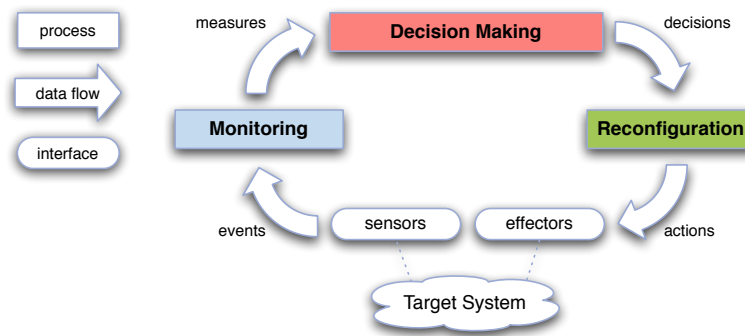 process
data flow
interface
measures
Decision Making
decisions
Monitoring
Reconfiguration
events
sensors
effectors
actions
Target System